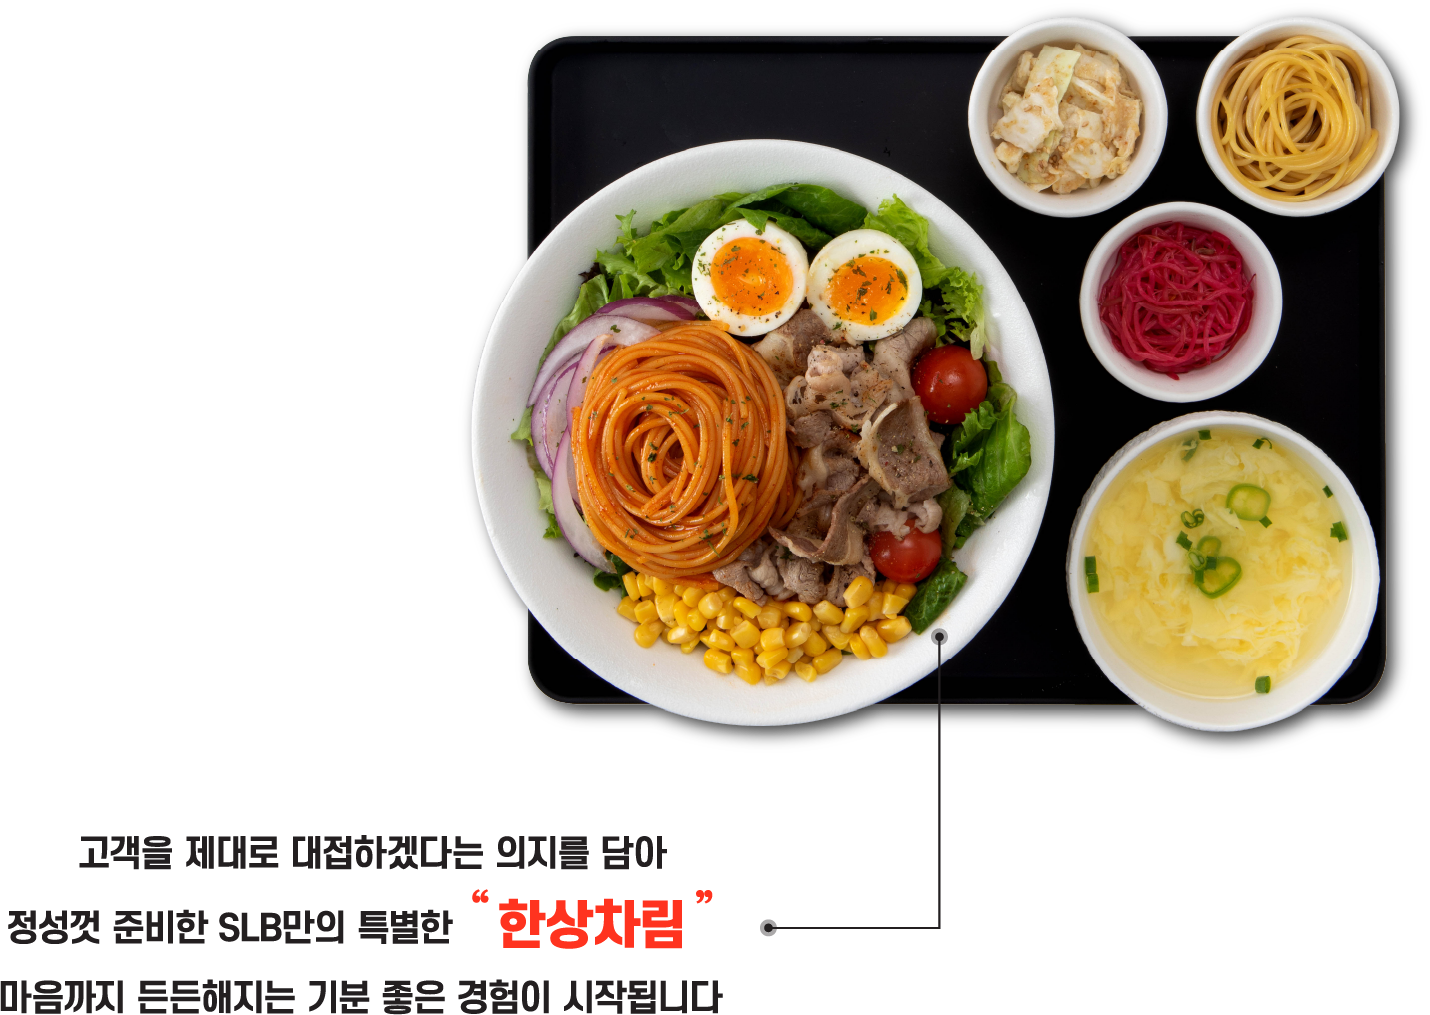 고객을 제대로 대접하겠다는 의지를 담아
정성껏 준비한 SLB만의 특별한 “한상차림”
마음까지 든든해지는 기분 좋은 경험이 시작됩니다